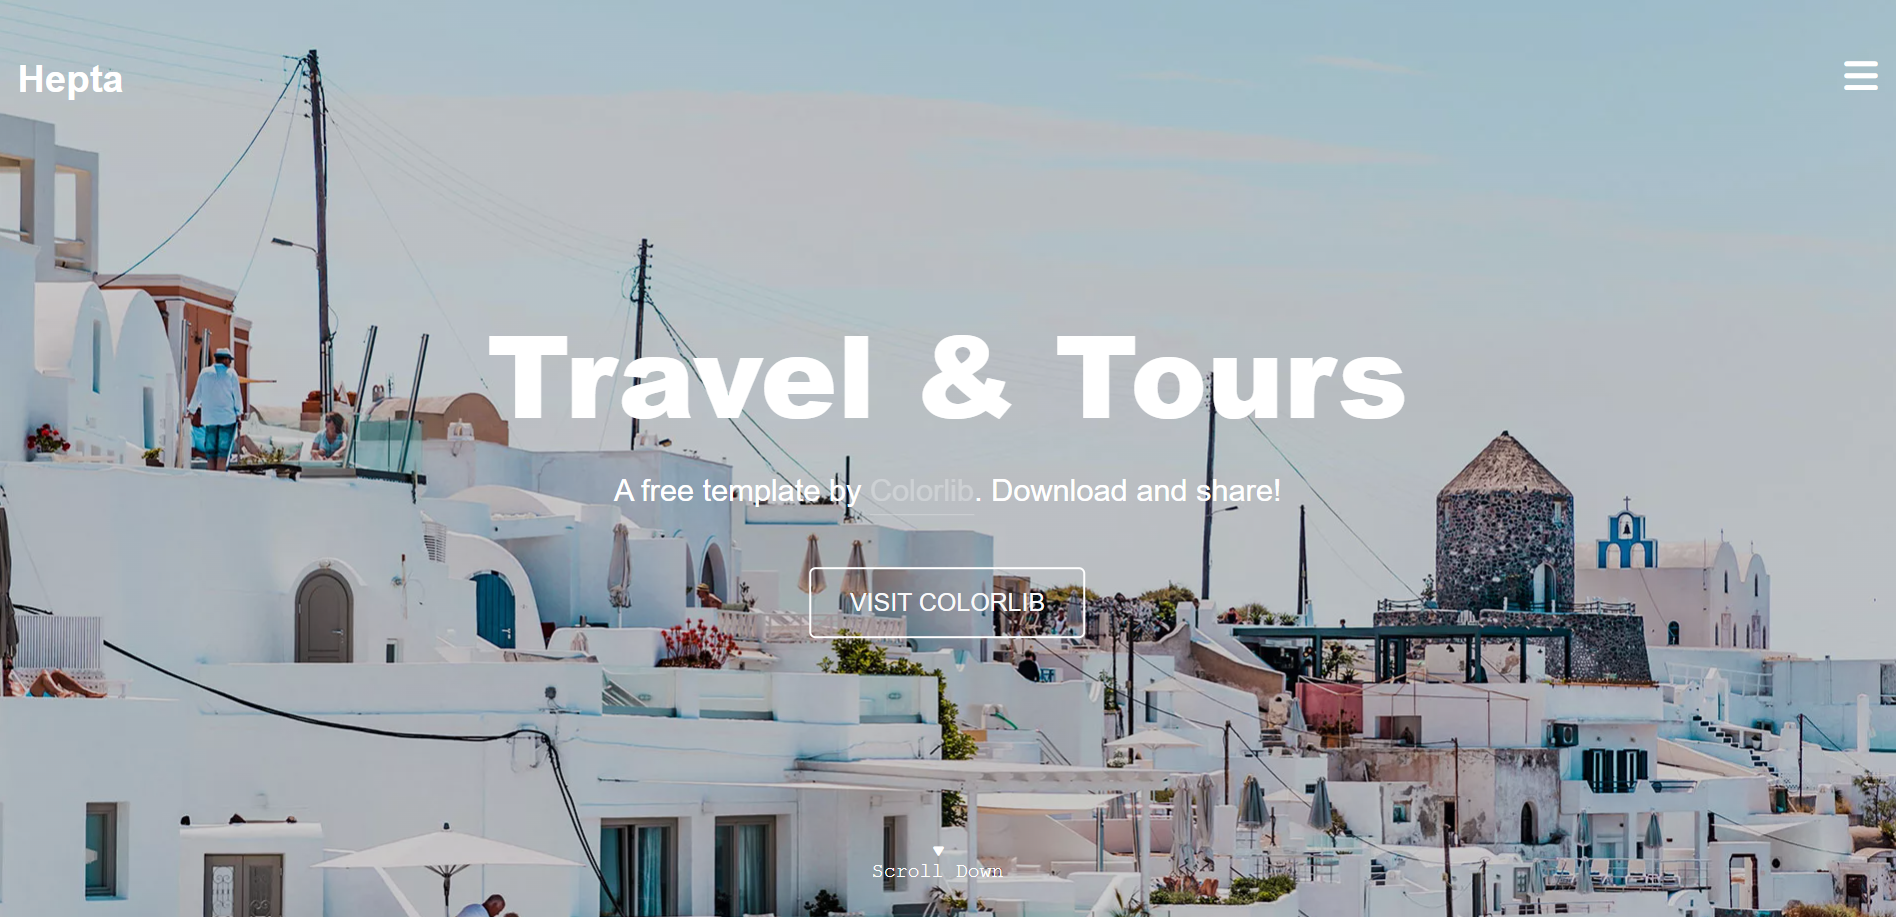 Hepta
Travel & Tours
A free template by Colorlib. Download and share!
VISIT COLORLIB
Scroll Down